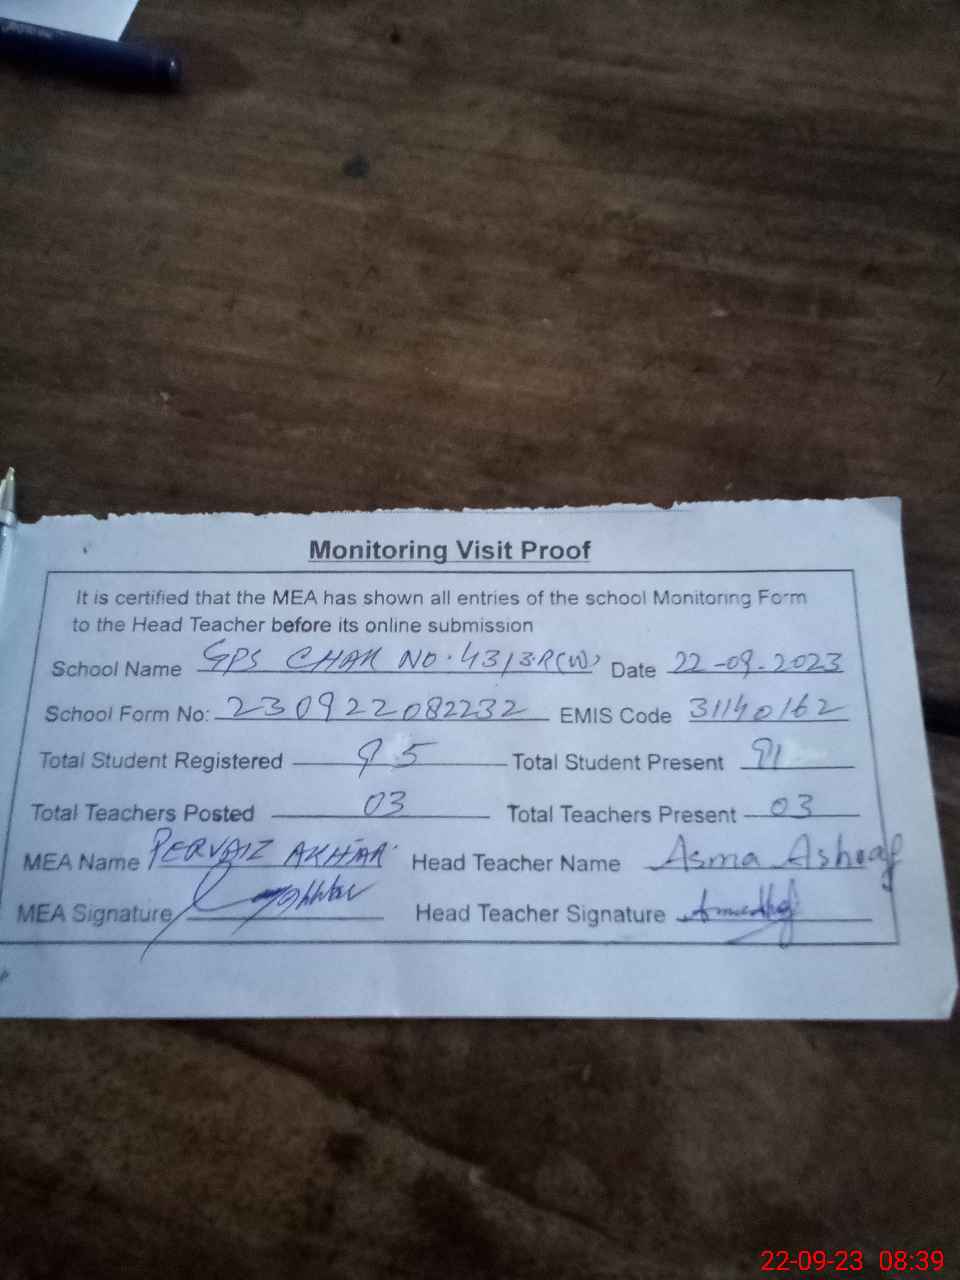 Monitoring Visit Proof
It is certified that the MEA has shown all entries of the school Monitoring Form
to the Head Teacher before its online submission
School Name GPS CHAK NO. 43/3.R(W) Date 22-09-2023
School Form No: 230922082232 EMIS Code 31140162
Total Student Registered 95 Total Student Present 91
Total Teachers Posted 03 Total Teachers Present 03
MEA Name PERVAIZ AKHTAR Head Teacher Name Asma Ashraf
MEA Signature Head Teacher Signature
22-09-23 08:39